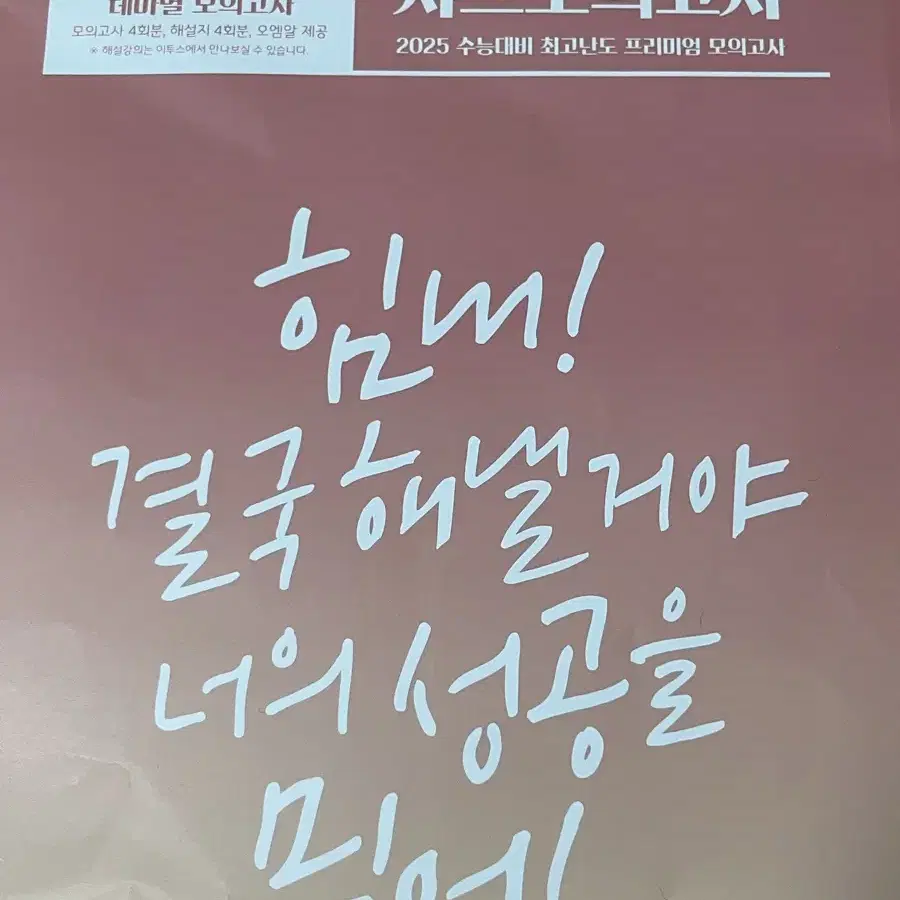 테마별 모의고사
모의고사 4회분, 해설지 4회분, 오엠알 제공
※ 해설강의는 이투스에서 만나보실 수 있습니다.
모의고사
2025 수능대비 최고난도 프리미엄 모의고사
힘내!
결국 해낼거야
너의 성공을
믿어!